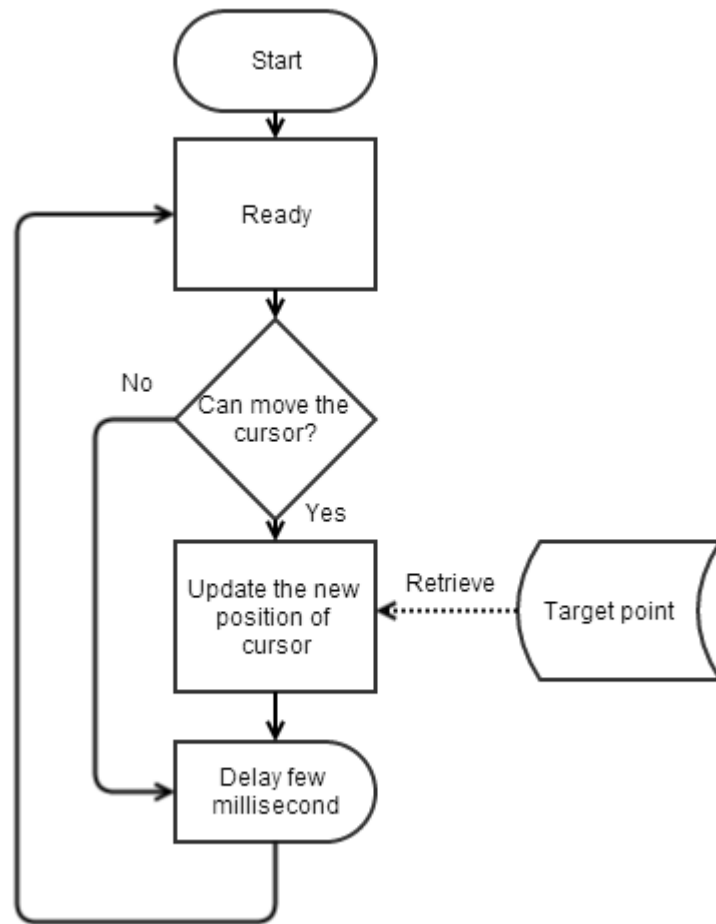 Start
Ready
No
Can move the
cursor?
Yes
Update the new
position of
cursor
Retrieve
Target point
Delay few
millisecond